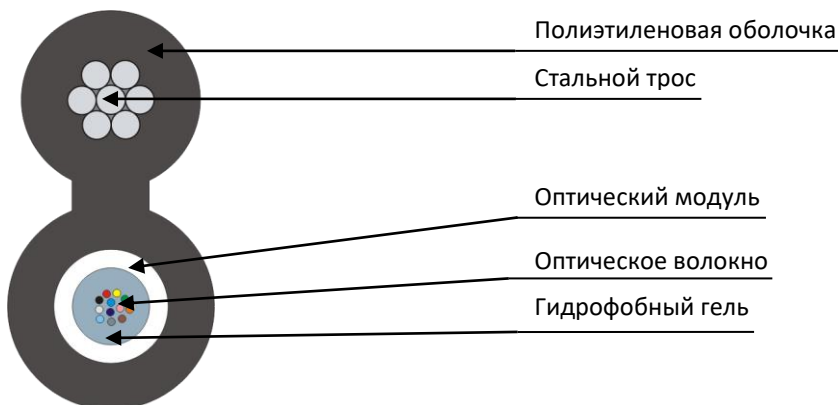 Полиэтиленовая оболочка
Стальной трос
Оптический модуль
Оптическое волокно
Гидрофобный гель